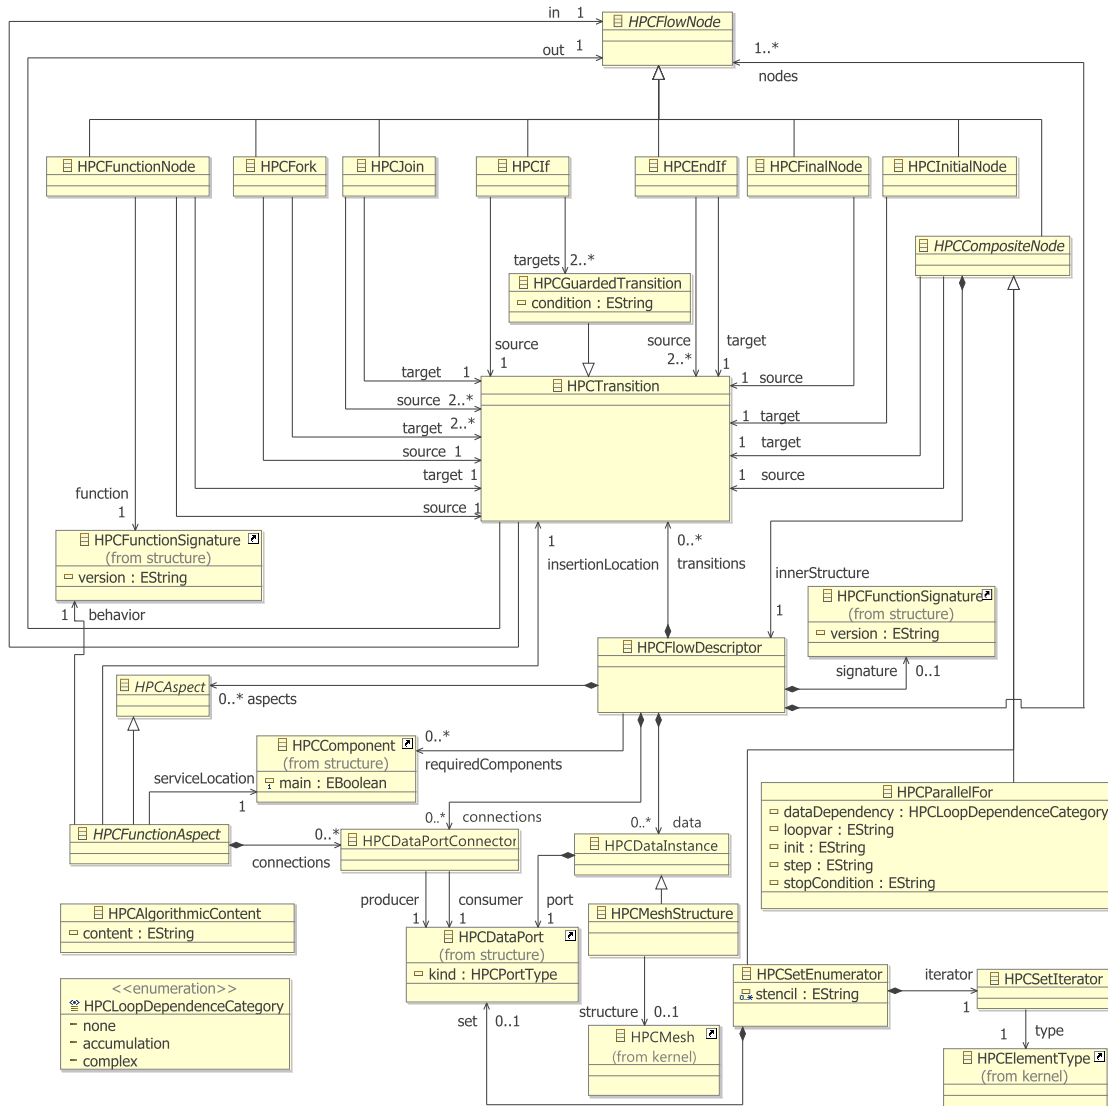 in 1
HPCFlowNode
out 1
1..*
nodes
HPCFunctionNode
HPCFork
HPCJoin
HPCIf
HPCEndIf
HPCFinalNode
HPCInitialNode
HPCCompositeNode
targets 2..*
HPCGuardedTransition
condition : EString
source
1
source
2..*
target
1
HPCTransition
target 1
1 source
source 2..*
target 2..*
1 target
source 1
1 target
target 1
1 source
source 1
function
1
HPCFunctionSignature
(from structure)
version : EString
1 behavior
1
insertionLocation
0..*
transitions
innerStructure
1
HPCFunctionSignature
(from structure)
version : EString
signature 0..1
HPCFlowDescriptor
HPCAspect
0..* aspects
HPCComponent
(from structure)
main : EBoolean
0..*
requiredComponents
serviceLocation
1
HPCFunctionAspect
0..*
connections
0..* connections
HPCDataPortConnector
0..* data
HPCDataInstance
HPCParallelFor
dataDependency : HPCLoopDependenceCategory
loopvar : EString
init : EString
step : EString
stopCondition : EString
producer
1
consumer
1
port
1
HPCMeshStructure
HPCAlgorithmicContent
content : EString
HPCDataPort
(from structure)
kind : HPCPortType
<<enumeration>>
HPCLoopDependenceCategory
none
accumulation
complex
set 0..1
structure 0..1
HPCMesh
(from kernel)
HPCSetEnumerator
0..*
stencil : EString
iterator
1
HPCSetIterator
1 type
HPCElementType
(from kernel)